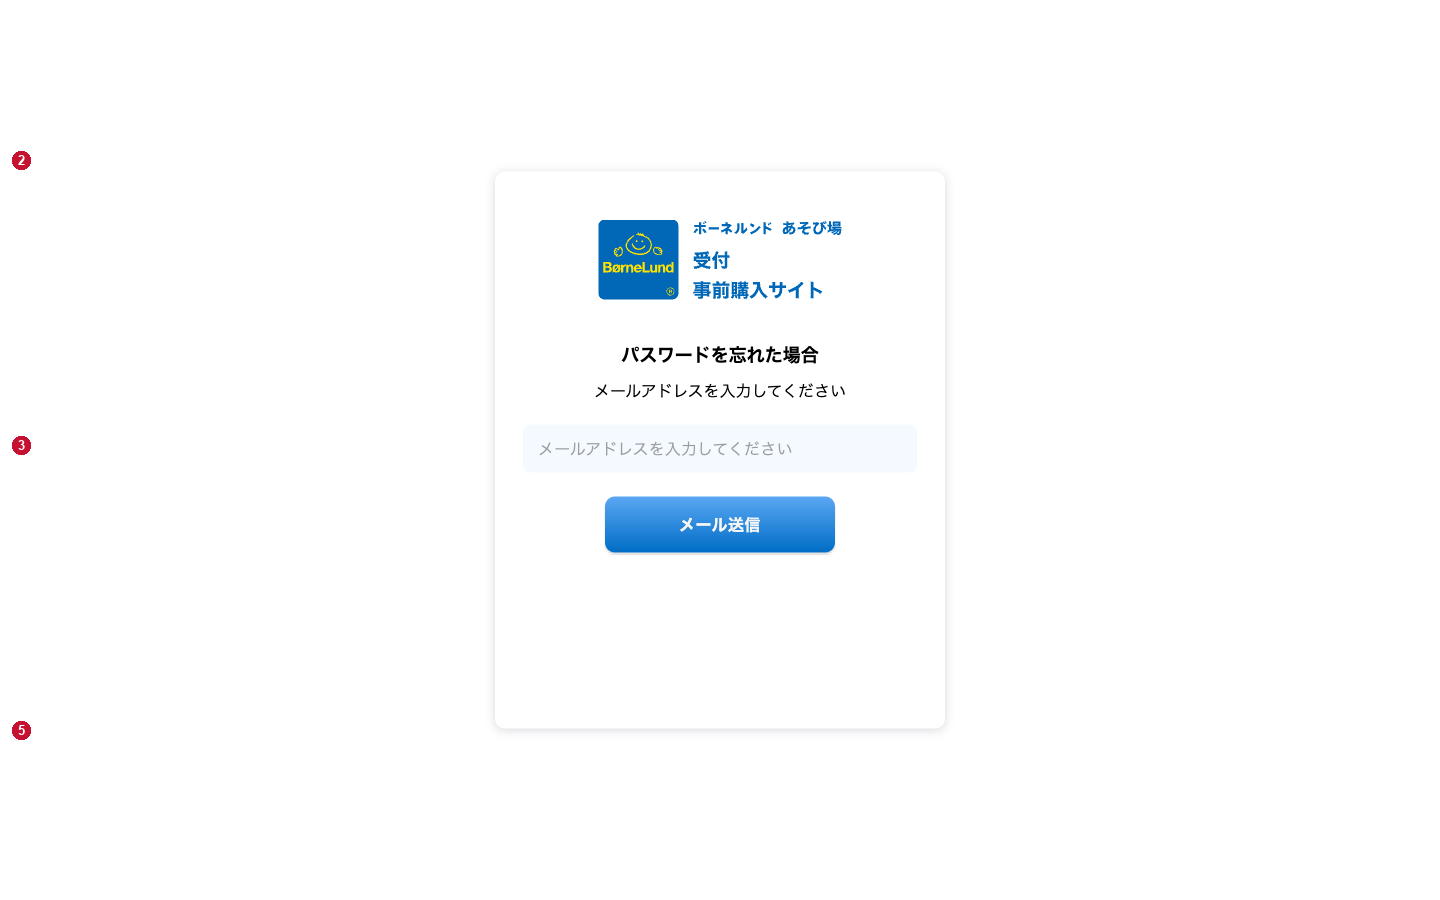 2
BørneLund
ボーネルンド あそび場
受付
事前購入サイト
パスワードを忘れた場合
メールアドレスを入力してください
3
メールアドレスを入力してください
メール送信
5